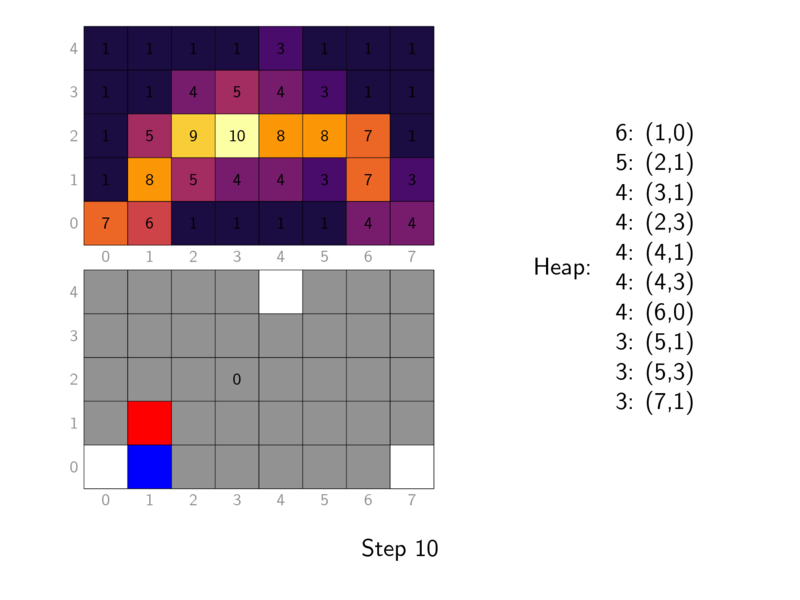 4 1 1 1 1 3 1 1 1
3 1 1 4 5 4 3 1 1
2 1 5 9 10 8 8 7 1
1 1 8 5 4 4 3 7 3
0 7 6 1 1 1 1 4 4
0 1 2 3 4 5 6 7
4
3
2 0
1
0
0 1 2 3 4 5 6 7
Heap:
6: (1,0)
5: (2,1)
4: (3,1)
4: (2,3)
4: (4,1)
4: (4,3)
4: (6,0)
3: (5,1)
3: (5,3)
3: (7,1)
Step 10